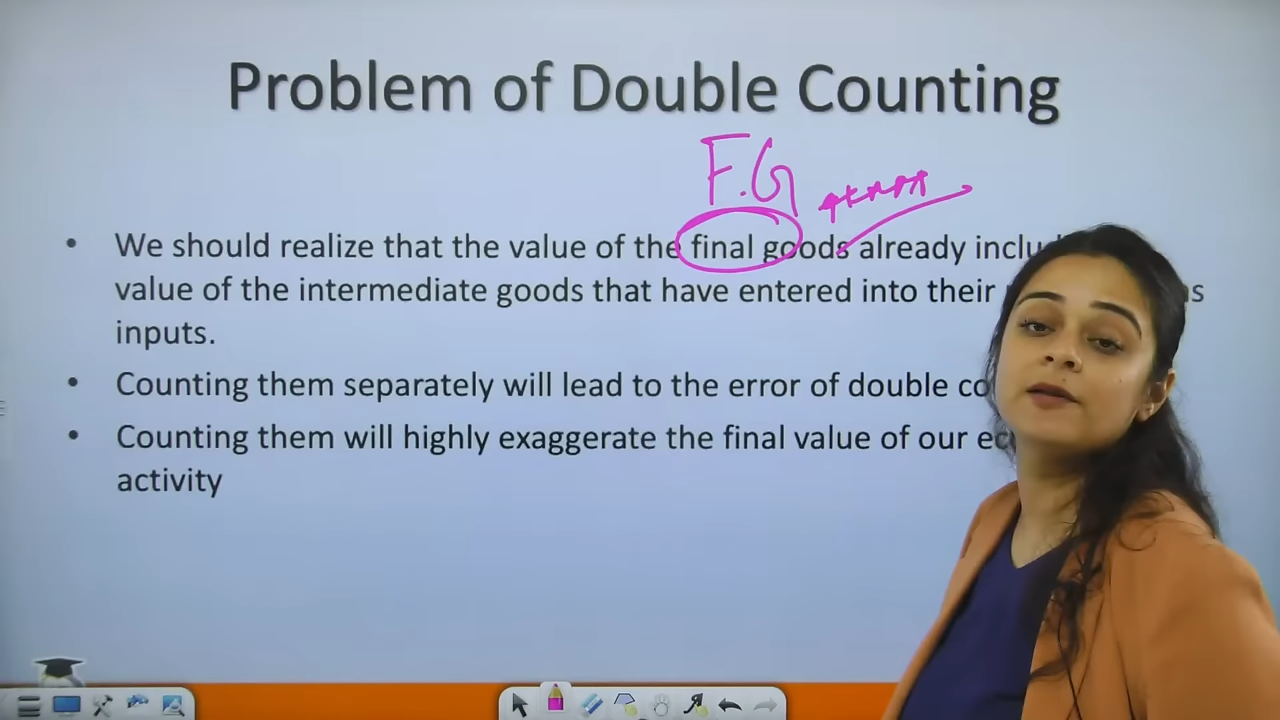 Problem of Double Counting
F.G
• We should realize that the value of the final goods already inclu
value of the intermediate goods that have entered into their
inputs.
• Counting them separately will lead to the error of double co
• Counting them will highly exaggerate the final value of our ec
activity